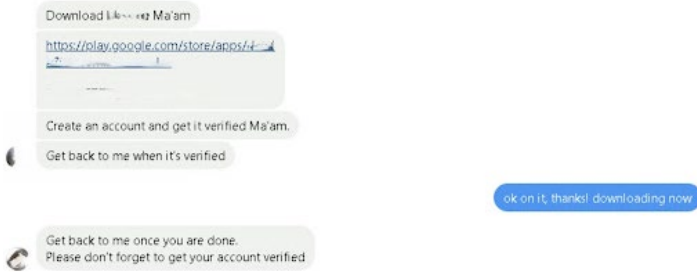 Download Ma'am
https://play.google.com/store/apps/
Create an account and get it verified Ma'am.
Get back to me when it's verified
ok on it, thanks! downloading now
Get back to me once you are done.
Please don't forget to get your account verified